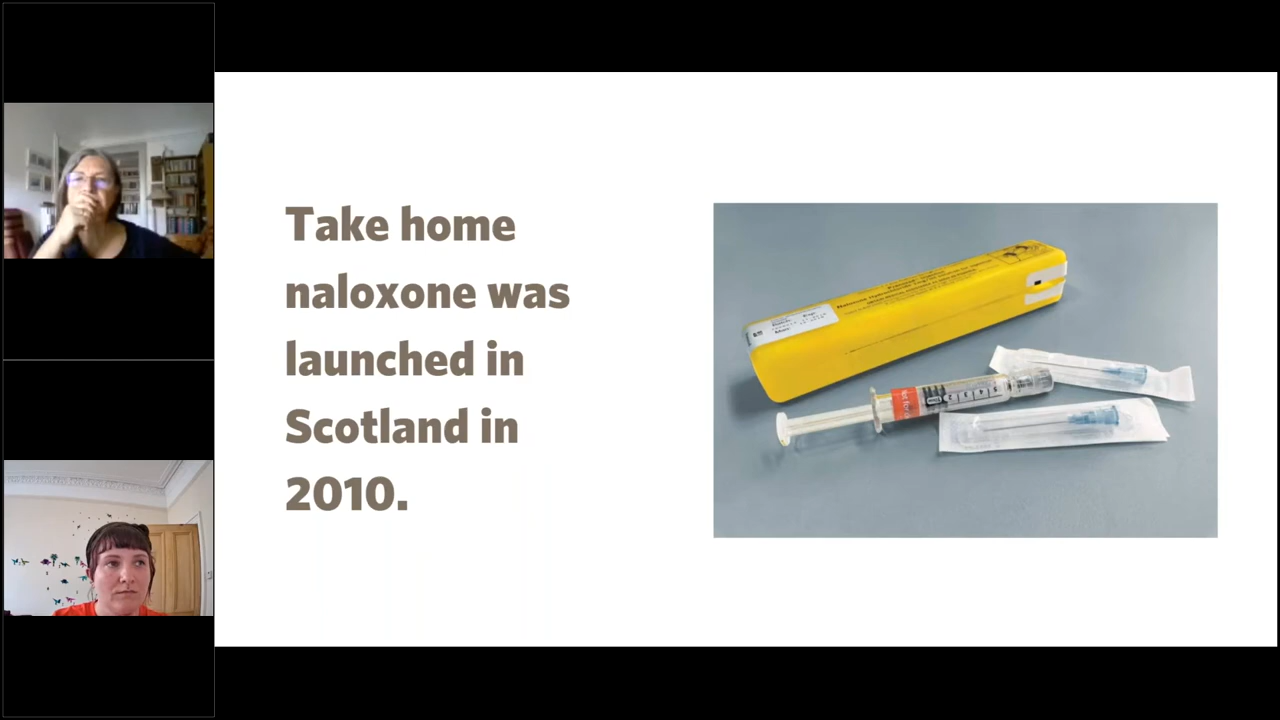 Take home
naloxone was
launched in
Scotland in
2010.